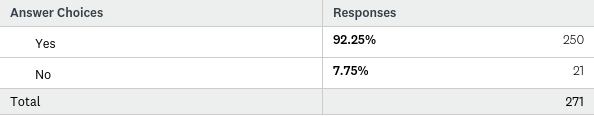 Answer Choices Responses
Yes 92.25% 250
No 7.75% 21
Total 271